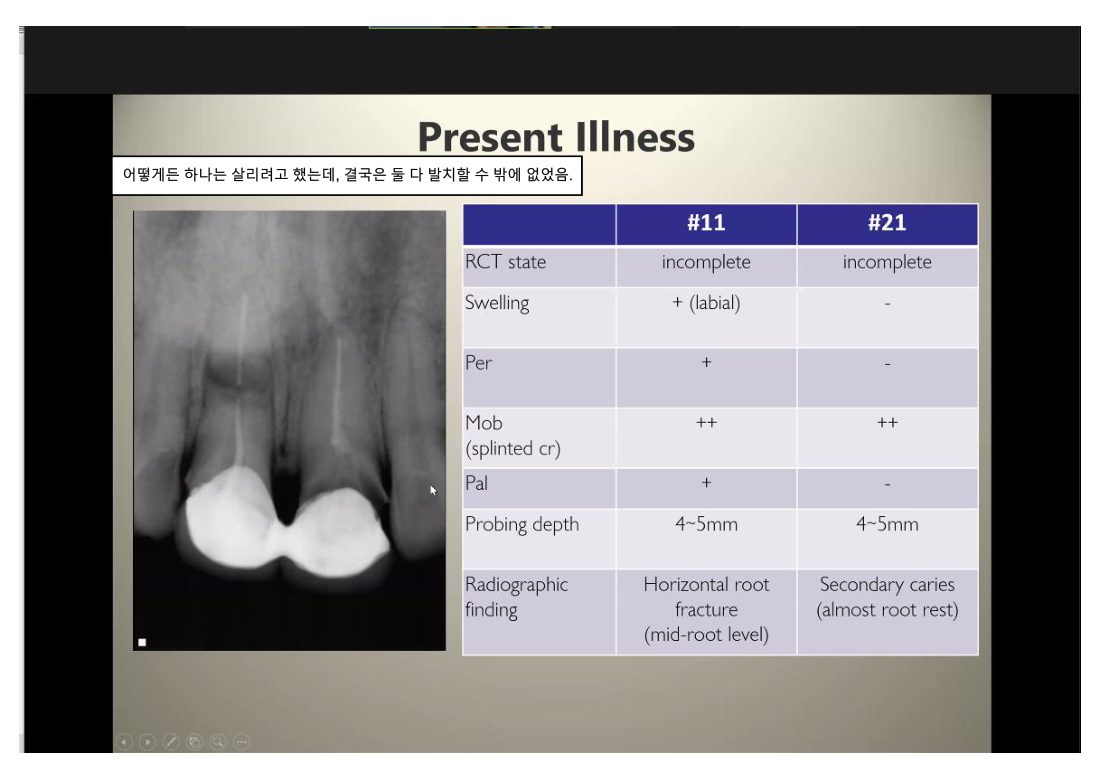 Present Illness
어떻게든 하나는 살리려고 했는데, 결국은 둘 다 발치할 수 밖에 없었음.
#11 #21
RCT state incomplete incomplete
Swelling + (labial) -
Per + -
Mob ++ ++
(splinted cr)
Pal + -
Probing depth 4~5mm 4~5mm
Radiographic Horizontal root Secondary caries
finding fracture (almost root rest)
(mid-root level)